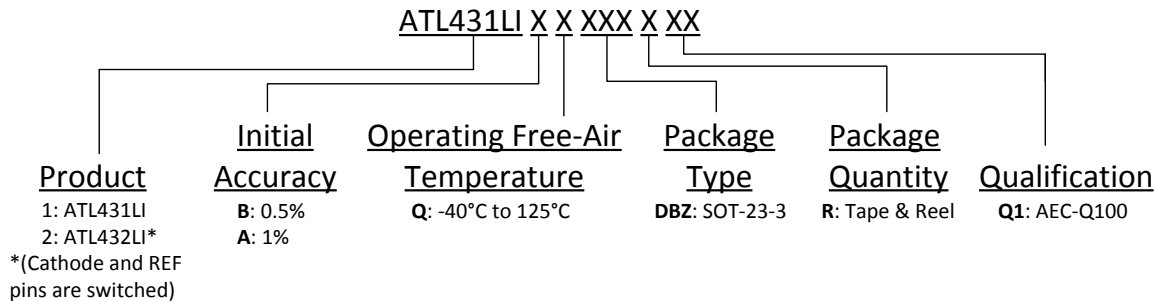 ATL431LI X X XXX X XX
Product
1: ATL431LI
2: ATL432LI*
*(Cathode and REF
pins are switched)
Initial
Accuracy
B: 0.5%
A: 1%
Operating Free-Air
Temperature
Q: -40°C to 125°C
Package
Type
DBZ: SOT-23-3
Package
Quantity
R: Tape & Reel
Qualification
Q1: AEC-Q100